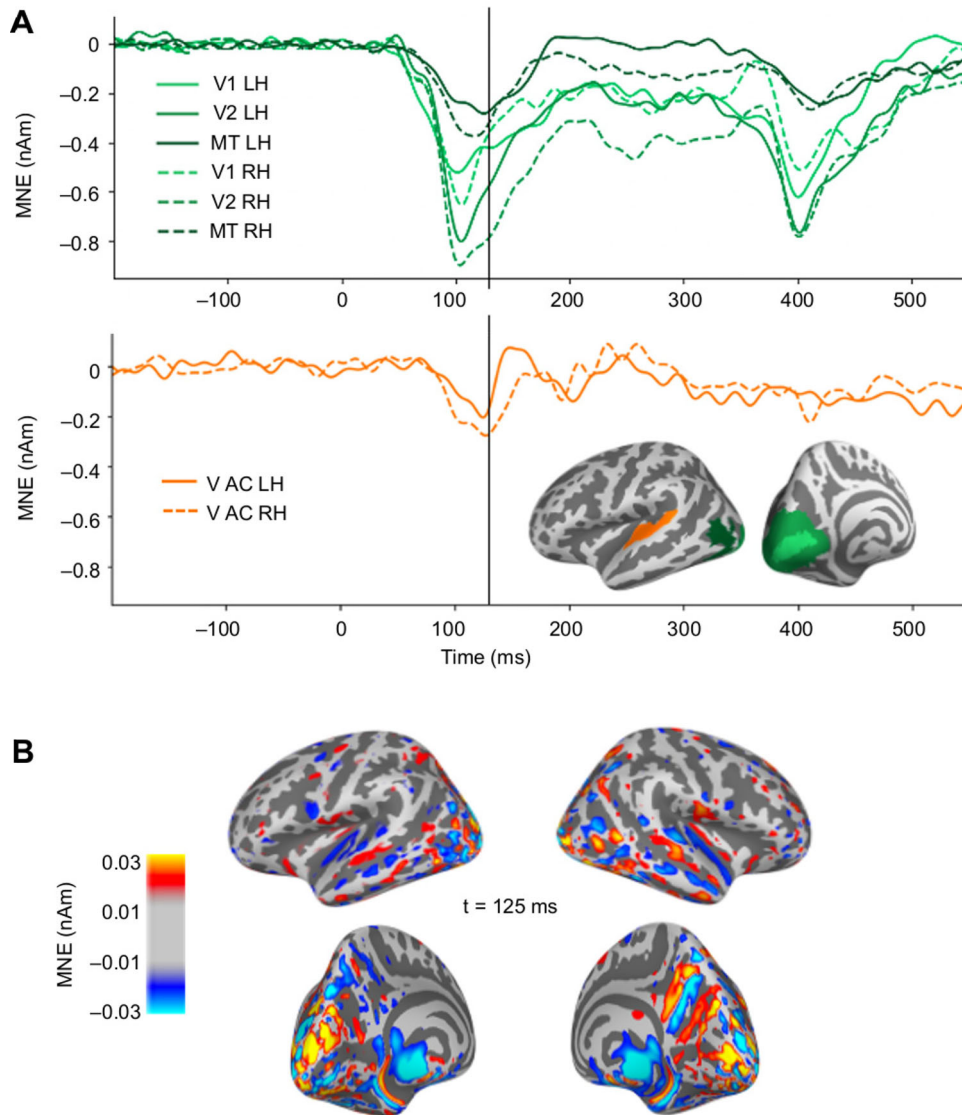 A
0
−0.2
−0.4
−0.6
−0.8
MNE (nAm)
V1 LH
V2 LH
MT LH
V1 RH
V2 RH
MT RH
−100 0 100 200 300 400 500
0
−0.2
−0.4
−0.6
−0.8
MNE (nAm)
V AC LH
V AC RH
−100 0 100 200 300 400 500
Time (ms)
B
0.03
0.01
−0.01
−0.03
MNE (nAm)
t = 125 ms